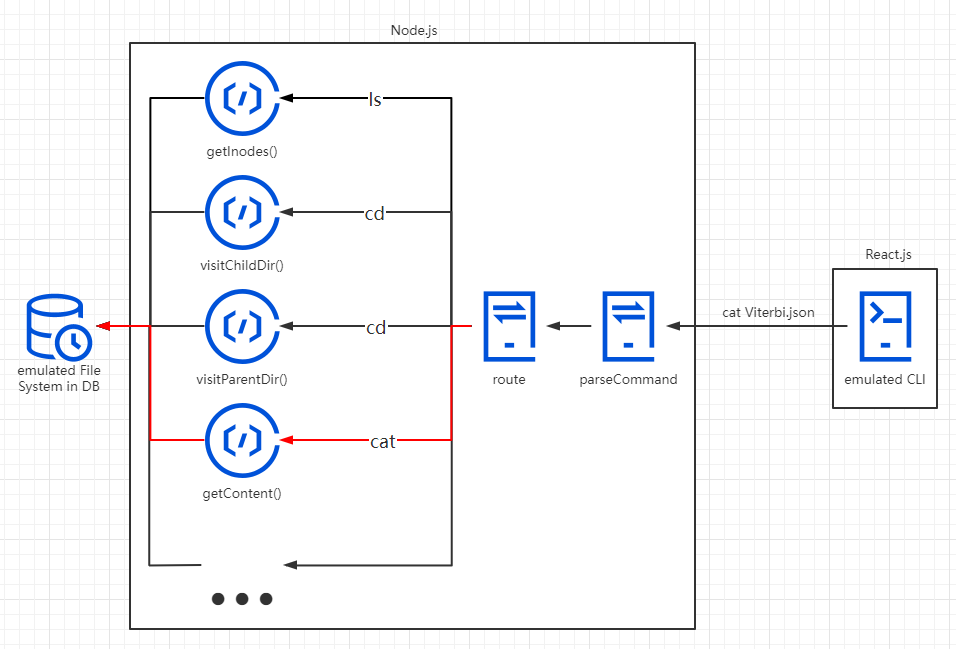 Node.js
ls
getInodes()
cd
visitChildDir()
React.js
cat Viterbi.json
cd
emulated File
System in DB
visitParentDir()
route
parseCommand
emulated CLI
cat
getContent()